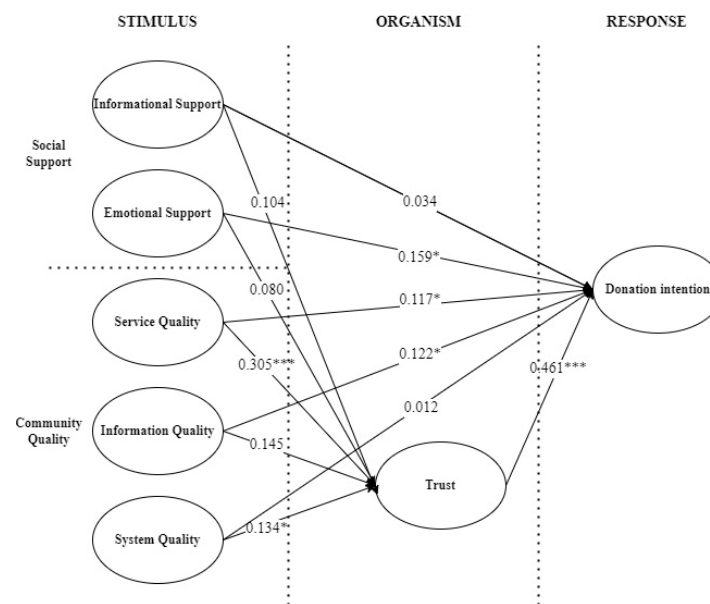 STIMULUS
ORGANISM
RESPONSE
Informational Support
Social
Support
0.104
0.034
Emotional Support
0.159*
0.080
Donation intention
Service Quality
0.117*
0.305***
0.122*
0.461***
0.012
Community
Quality
Information Quality
0.145
Trust
System Quality
0.134*